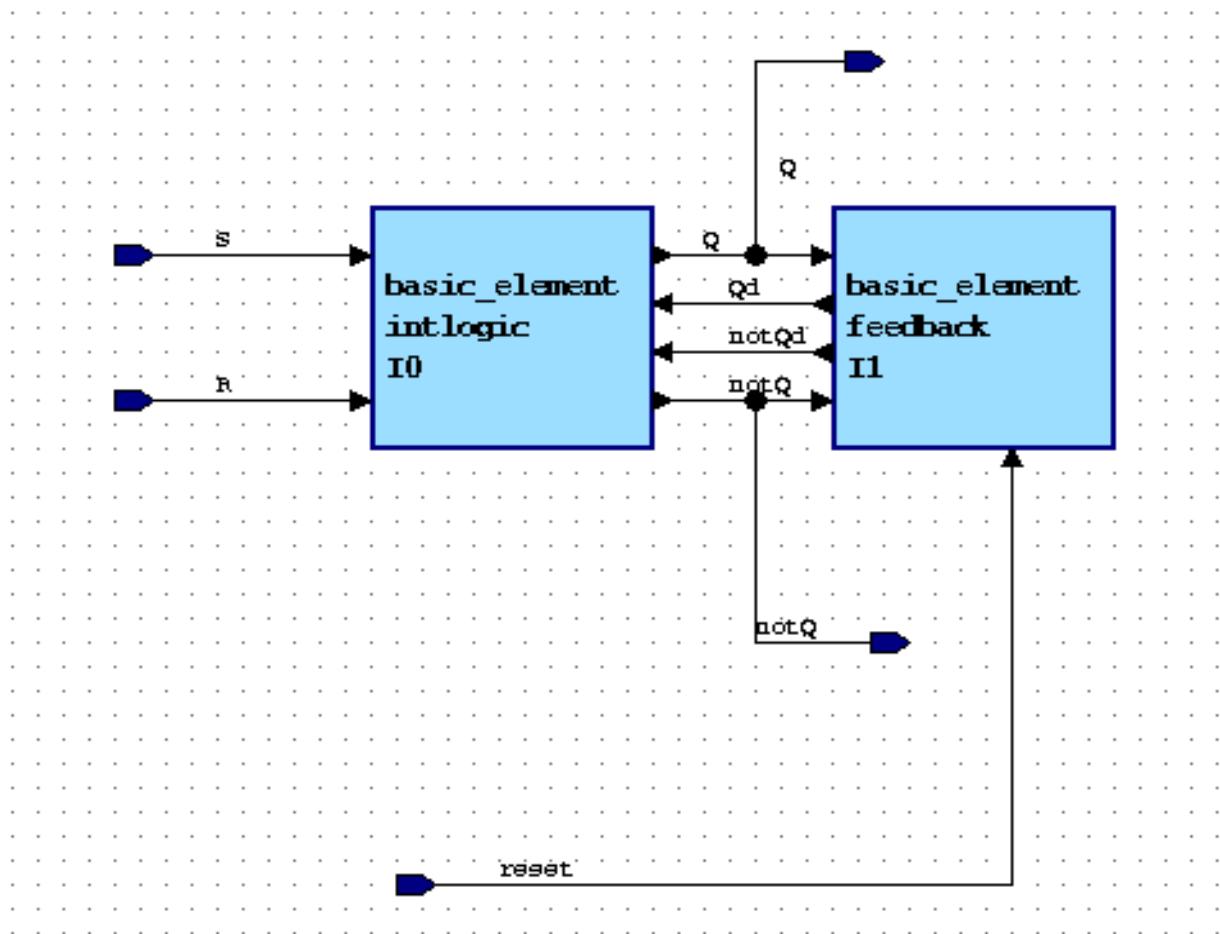 Q
S
Q
basic_element
intlogic
I0
Qd
notQd
notQ
basic_element
feedback
I1
R
notQ
reset